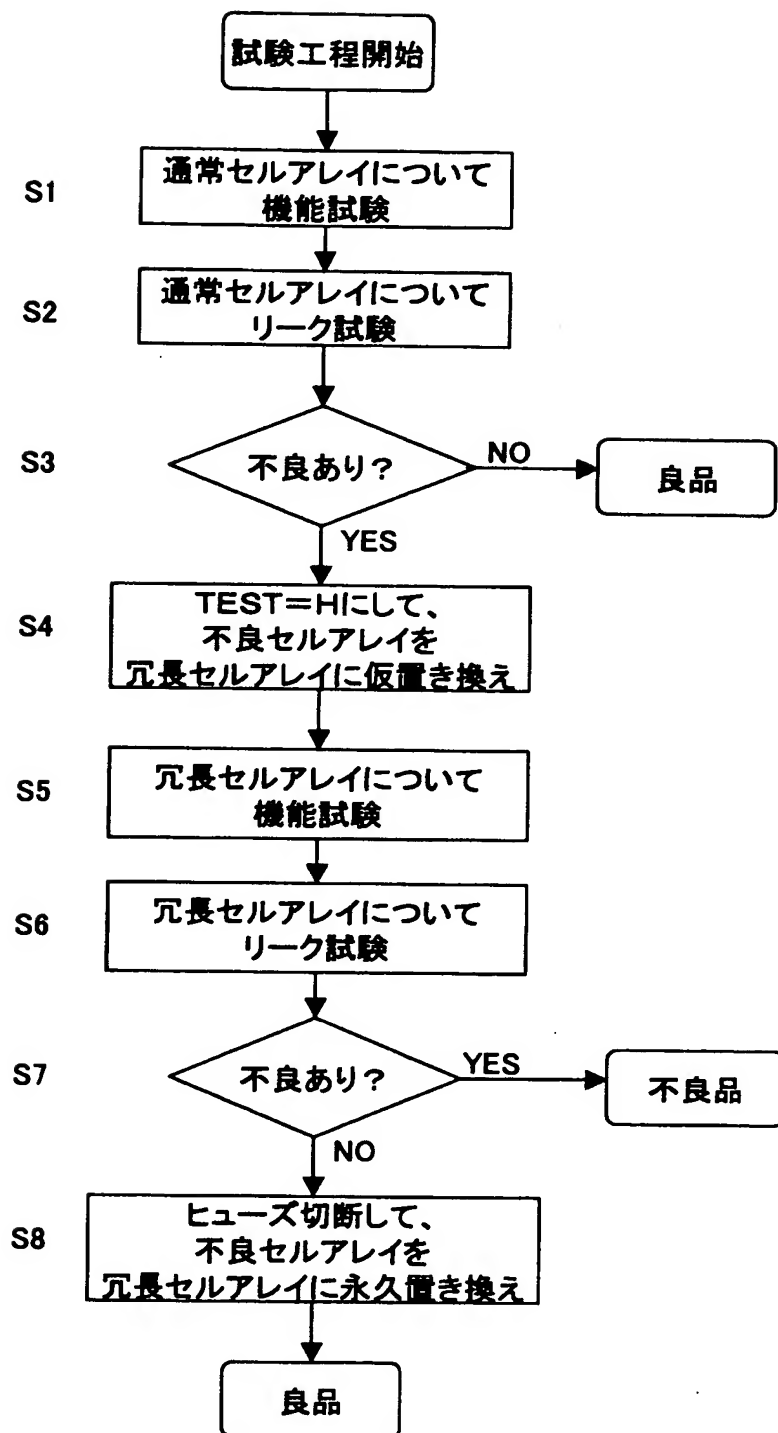 試験工程開始
S1
通常セルアレイについて
機能試験
S2
通常セルアレイについて
リーク試験
S3
不良あり?
NO
良品
YES
S4
TEST=Hにして、
不良セルアレイを
冗長セルアレイに仮置き換え
S5
冗長セルアレイについて
機能試験
S6
冗長セルアレイについて
リーク試験
S7
不良あり?
YES
不良品
NO
S8
ヒューズ切断して、
不良セルアレイを
冗長セルアレイに永久置き換え
良品